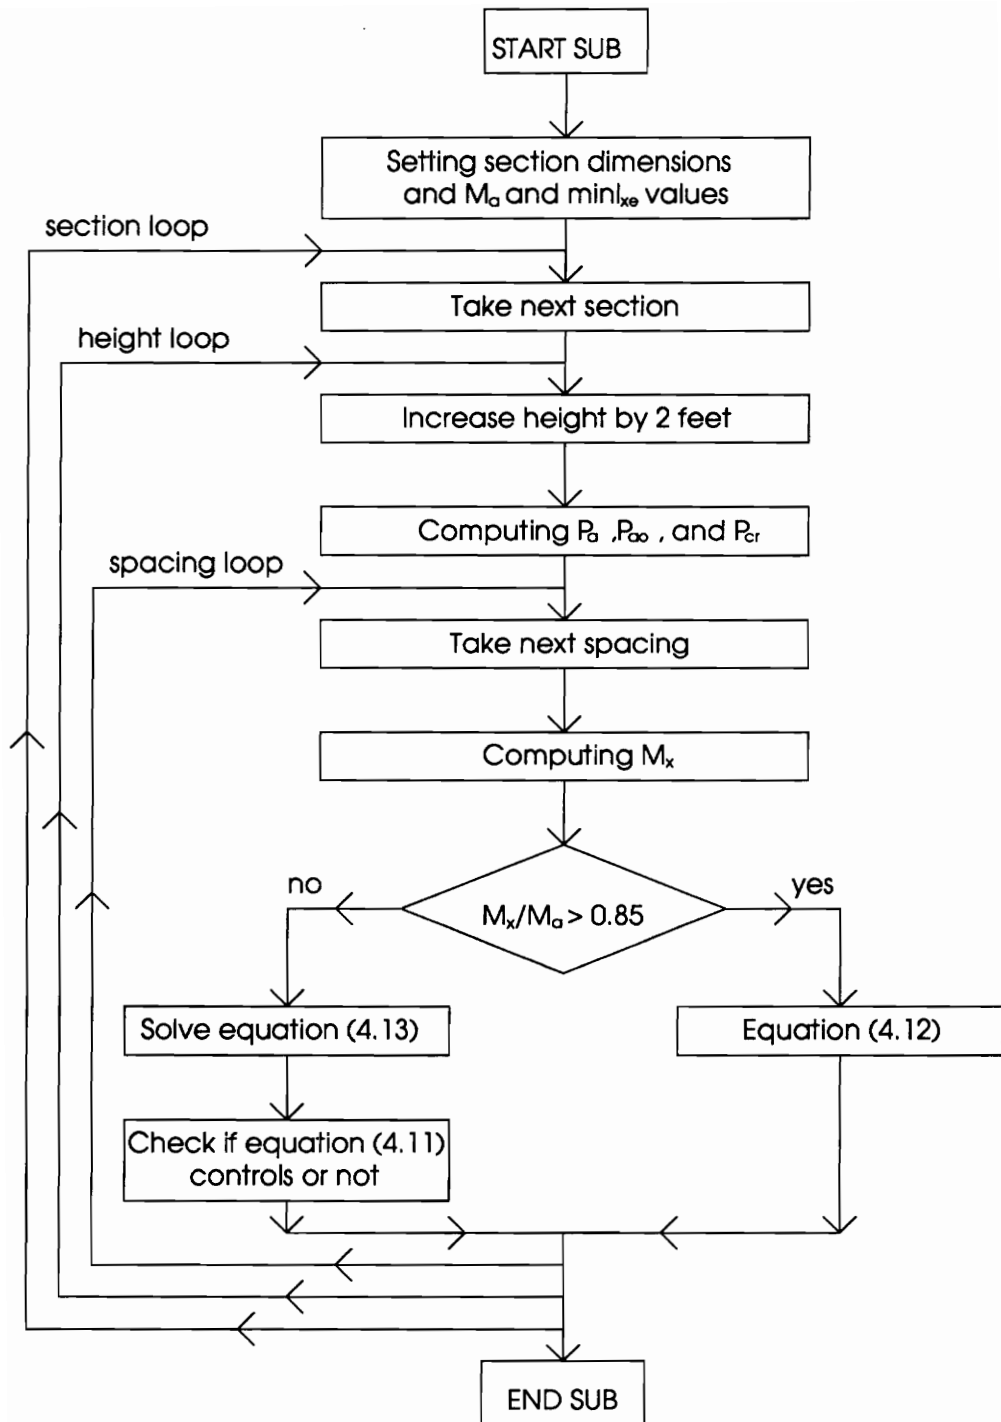 START SUB
Setting section dimensions
and Mₐ and minIₓₑ values
section loop
Take next section
height loop
Increase height by 2 feet
Computing Pₐ ,Pₐₒ , and P꜀ᵣ
spacing loop
Take next spacing
Computing Mₓ
no
yes
Mₓ/Mₐ > 0.85
Solve equation (4.13)
Equation (4.12)
Check if equation (4.11)
controls or not
END SUB